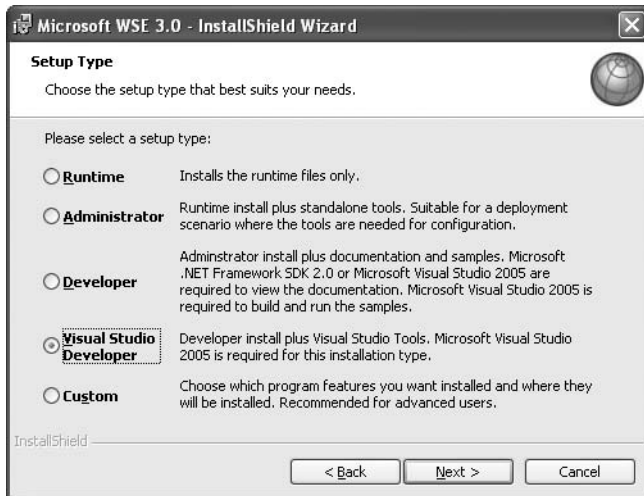 Microsoft WSE 3.0 - InstallShield Wizard
Setup Type
Choose the setup type that best suits your needs.
Please select a setup type:
Runtime Installs the runtime files only.
Administrator Runtime install plus standalone tools. Suitable for a deployment
scenario where the tools are needed for configuration.
Developer Adminstrator install plus documentation and samples. Microsoft
.NET Framework SDK 2.0 or Microsoft Visual Studio 2005 are
required to view the documentation. Microsoft Visual Studio 2005 is
required to build and run the samples.
Visual Studio Developer install plus Visual Studio Tools. Microsoft Visual Studio
Developer 2005 is required for this installation type.
Custom Choose which program features you want installed and where they
will be installed. Recommended for advanced users.
InstallShield
< Back Next > Cancel